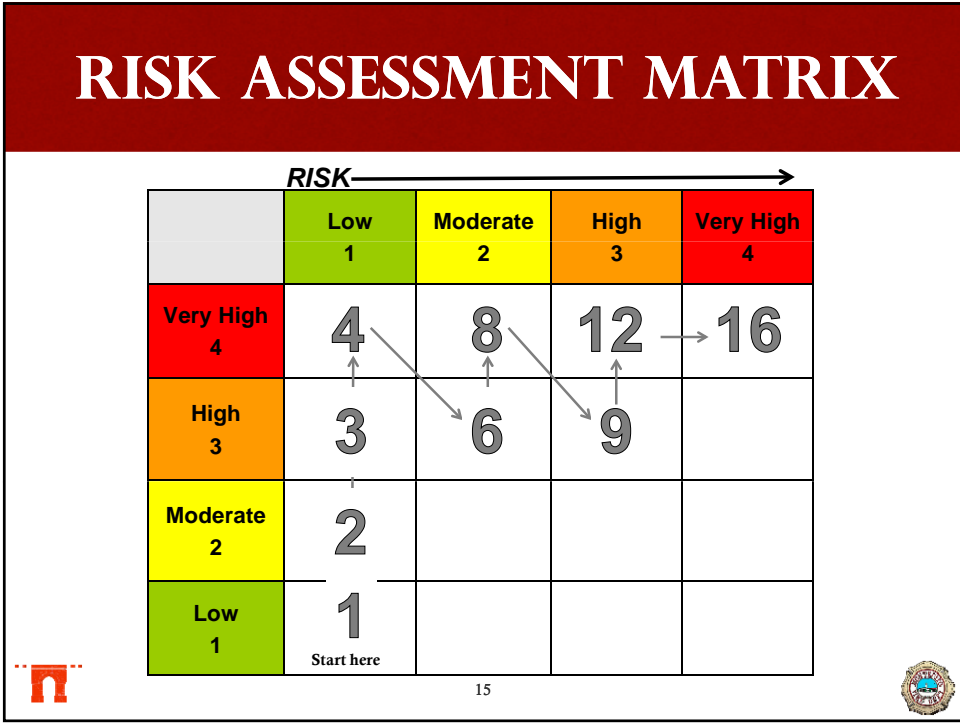 RISK ASSESSMENT MATRIX
RISK
Low Moderate High Very High
1 2 3 4
Very High
4
4 8 12 16
High
3
3 6 9
Moderate
2
2
Low
1
1
Start here
15